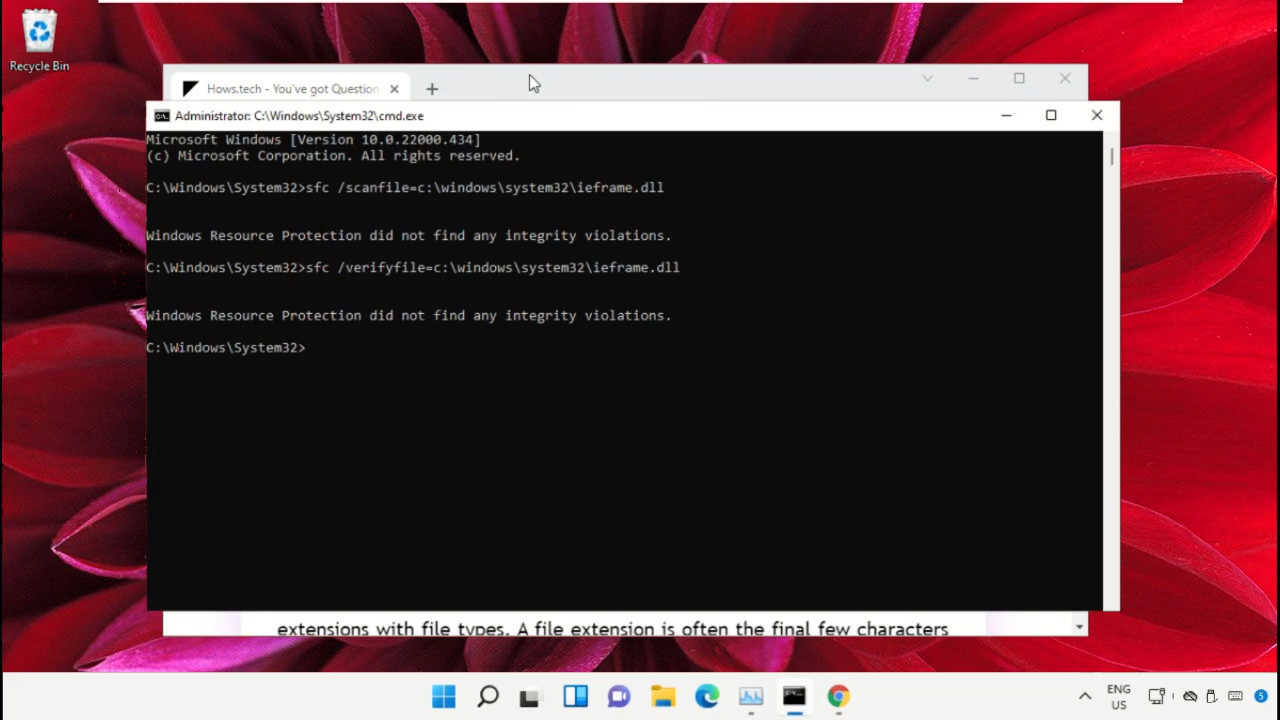 Recycle Bin
Hows.tech - You've got Question
Administrator: C:\Windows\System32\cmd.exe
Microsoft Windows [Version 10.0.22000.434]
(c) Microsoft Corporation. All rights reserved.
C:\Windows\System32>sfc /scanfile=c:\windows\system32\ieframe.dll
Windows Resource Protection did not find any integrity violations.
C:\Windows\System32>sfc /verifyfile=c:\windows\system32\ieframe.dll
Windows Resource Protection did not find any integrity violations.
C:\Windows\System32>
extensions with file types. A file extension is often the final few characters
ENG
US
5